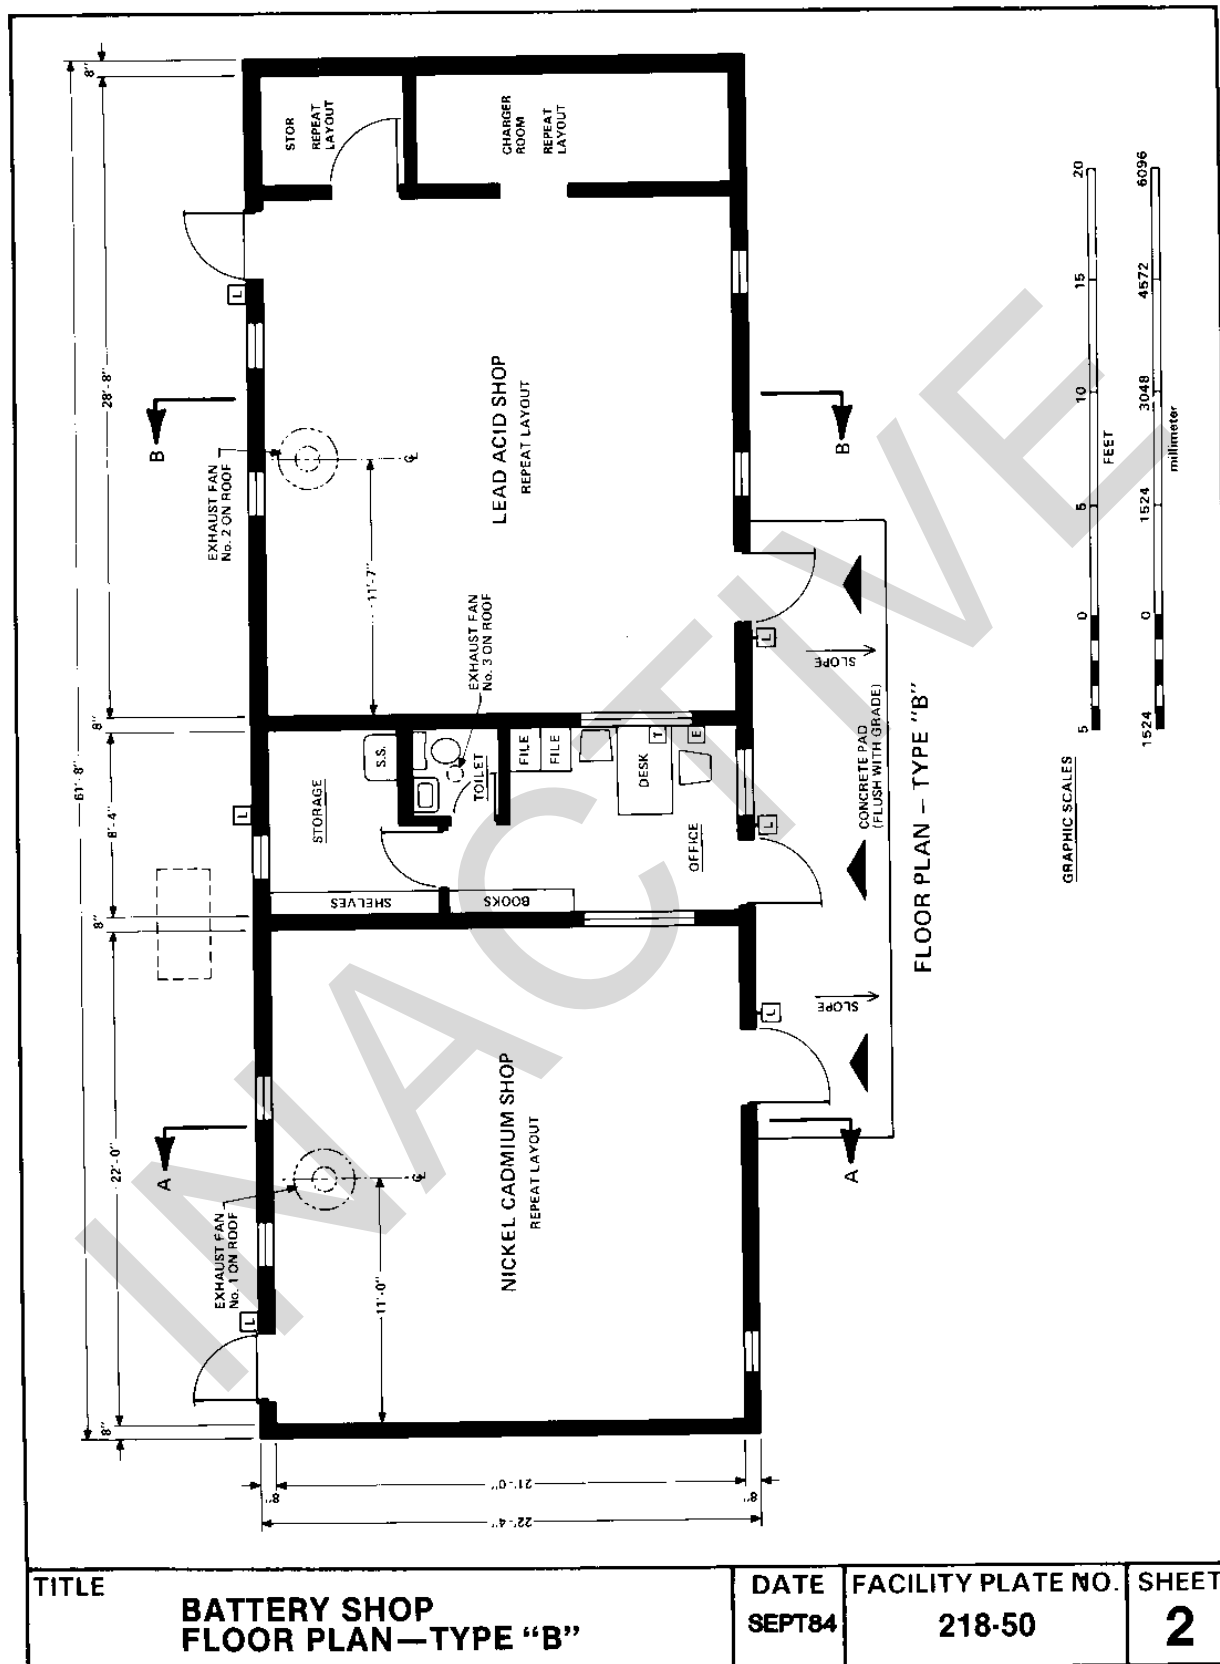 8"
28'-8"
8"
61'-8"
8'-4"
8"
22'-0"
8"
STOR
REPEAT
LAYOUT
CHARGER
ROOM
REPEAT
LAYOUT
L
B
B
EXHAUST FAN
No. 2 ON ROOF
℄
11'-7"
LEAD ACID SHOP
REPEAT LAYOUT
EXHAUST FAN
No. 3 ON ROOF
L
SLOPE
S.S.
STORAGE
TOILET
FILE
FILE
DESK
T
E
OFFICE
L
L
SHELVES
BOOKS
CONCRETE PAD
(FLUSH WITH GRADE)
SLOPE
L
NICKEL CADMIUM SHOP
REPEAT LAYOUT
A
A
EXHAUST FAN
No. 1 ON ROOF
℄
11'-0"
L
8"
21'-0"
8"
22'-4"
FLOOR PLAN – TYPE "B"
GRAPHIC SCALES
5 0 5 10 15 20
FEET
1524 0 1524 3048 4572 6096
millimeter
INACTIVE
TITLE
BATTERY SHOP
FLOOR PLAN—TYPE "B"
DATE
SEPT84
FACILITY PLATE NO.
218-50
SHEET
2